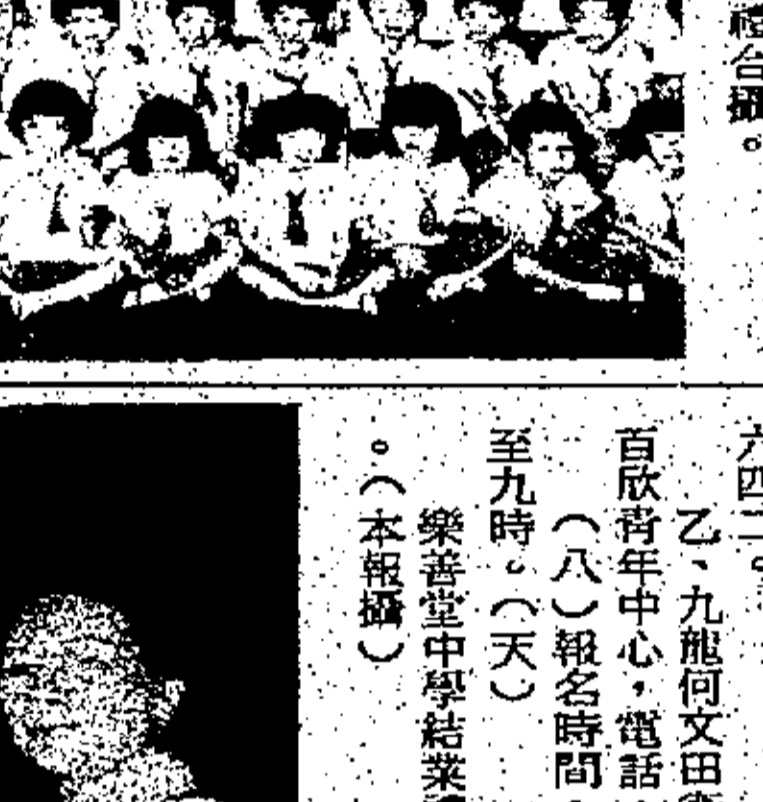 禮台攝。
六四二。
乙、九龍何文田
百欣青年中心,電話
(八)報名時間
至九時。(天)
樂善堂中學結業
。(本報攝)